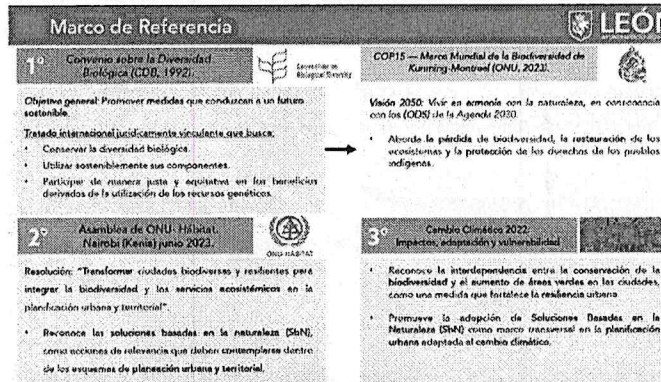 Marco de Referencia
LEÓN
1°
Convenio sobre la Diversidad
Biológica (CDB, 1992).
Convention on
Biological Diversity
Objetivo general: Promover medidas que conduzcan a un futuro
sostenible.
Tratado internacional jurídicamente vinculante que busca:
• Conservar la diversidad biológica.
• Utilizar sosteniblemente sus componentes.
• Participar de manera justa y equitativa en los beneficios
derivados de la utilización de los recursos genéticos.
COP15 — Marco Mundial de la Biodiversidad de
Kunming-Montreal (ONU, 2022).
Visión 2050: Vivir en armonía con la naturaleza, en consonancia
con los (ODS) de la Agenda 2030.
• Aborda la pérdida de biodiversidad, la restauración de los
ecosistemas y la protección de los derechos de los pueblos
indígenas.
2°
Asamblea de ONU- Hábitat.
Nairobi (Kenia) junio 2023.
ONU-HABITAT
Resolución: “Transformar ciudades biodiversas y resilientes para
integrar la biodiversidad y los servicios ecosistémicos en la
planificación urbana y territorial”.
• Reconoce las soluciones basadas en la naturaleza (SbN),
como acciones de relevancia que deben contemplarse dentro
de los esquemas de planeación urbana y territorial.
3°
Cambio Climático 2022:
Impactos, adaptación y vulnerabilidad
• Reconoce la interdependencia entre la conservación de la
biodiversidad y el aumento de áreas verdes en las ciudades,
como una medida que fortalece la resiliencia urbana.
• Promueve la adopción de Soluciones Basadas en la
Naturaleza (SbN) como marco transversal en la planificación
urbana adaptada al cambio climático.